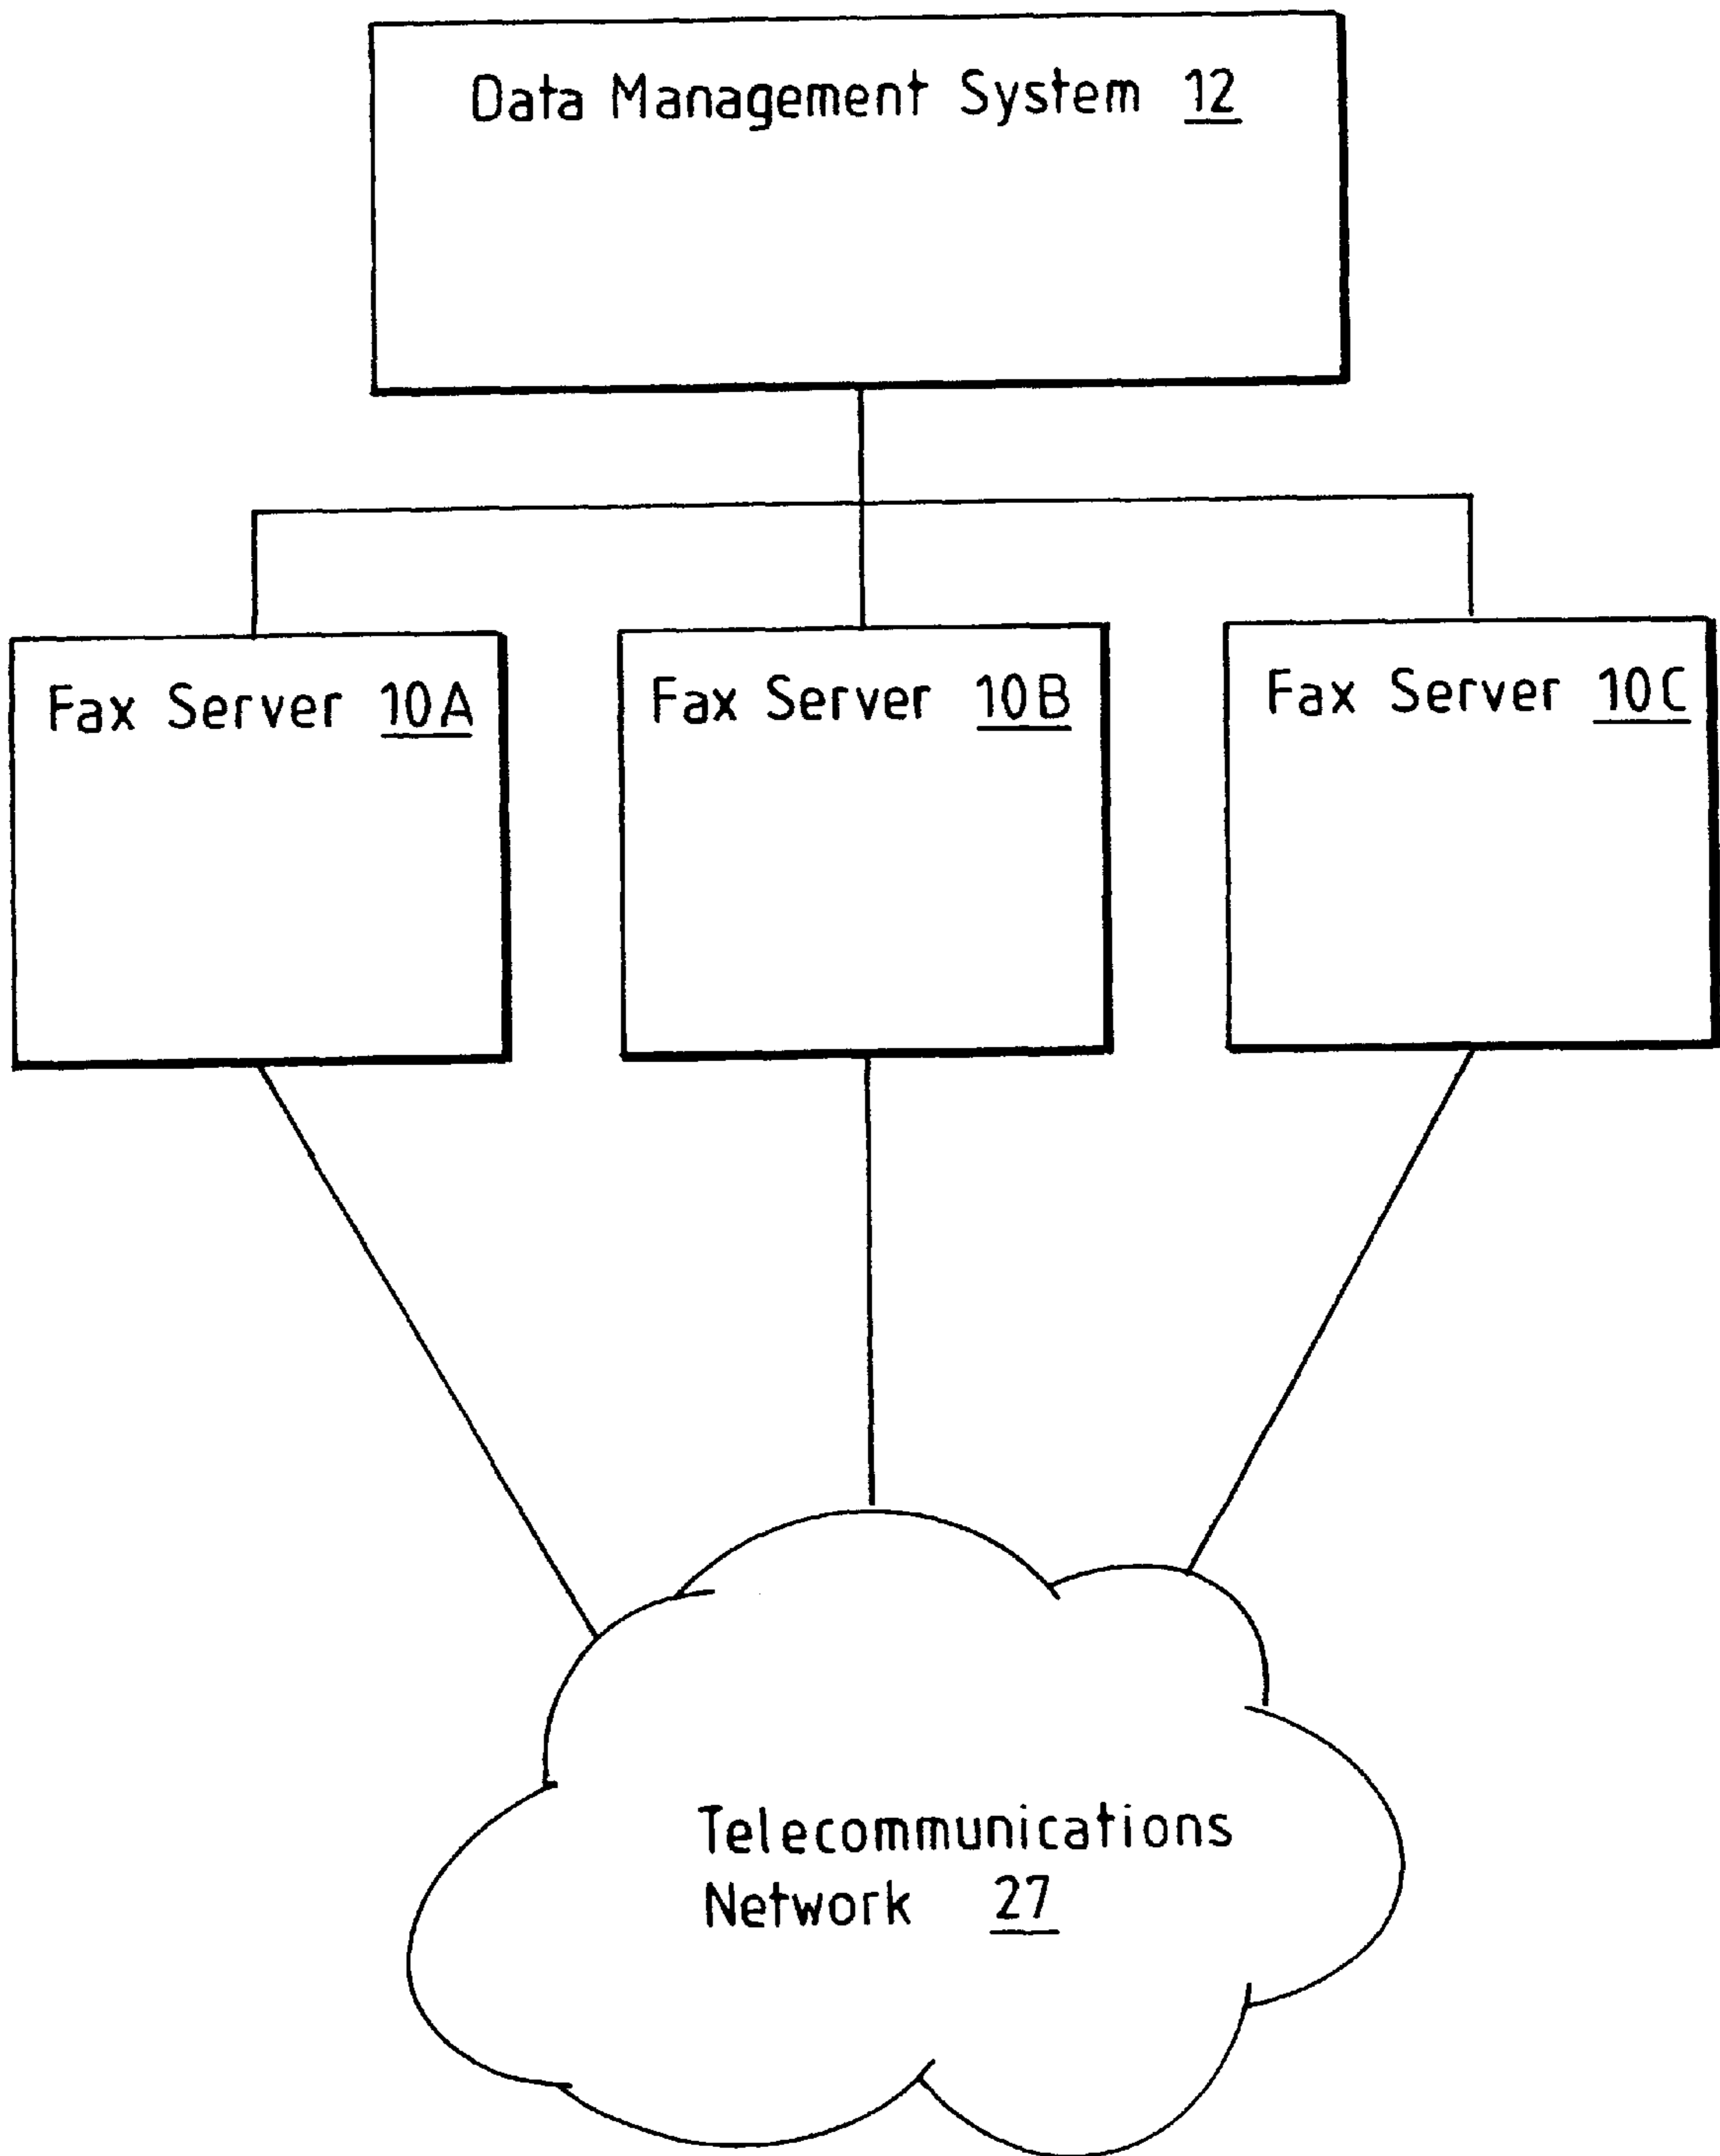 Data Management System 12
Fax Server 10A
Fax Server 10B
Fax Server 10C
Telecommunications
Network 27